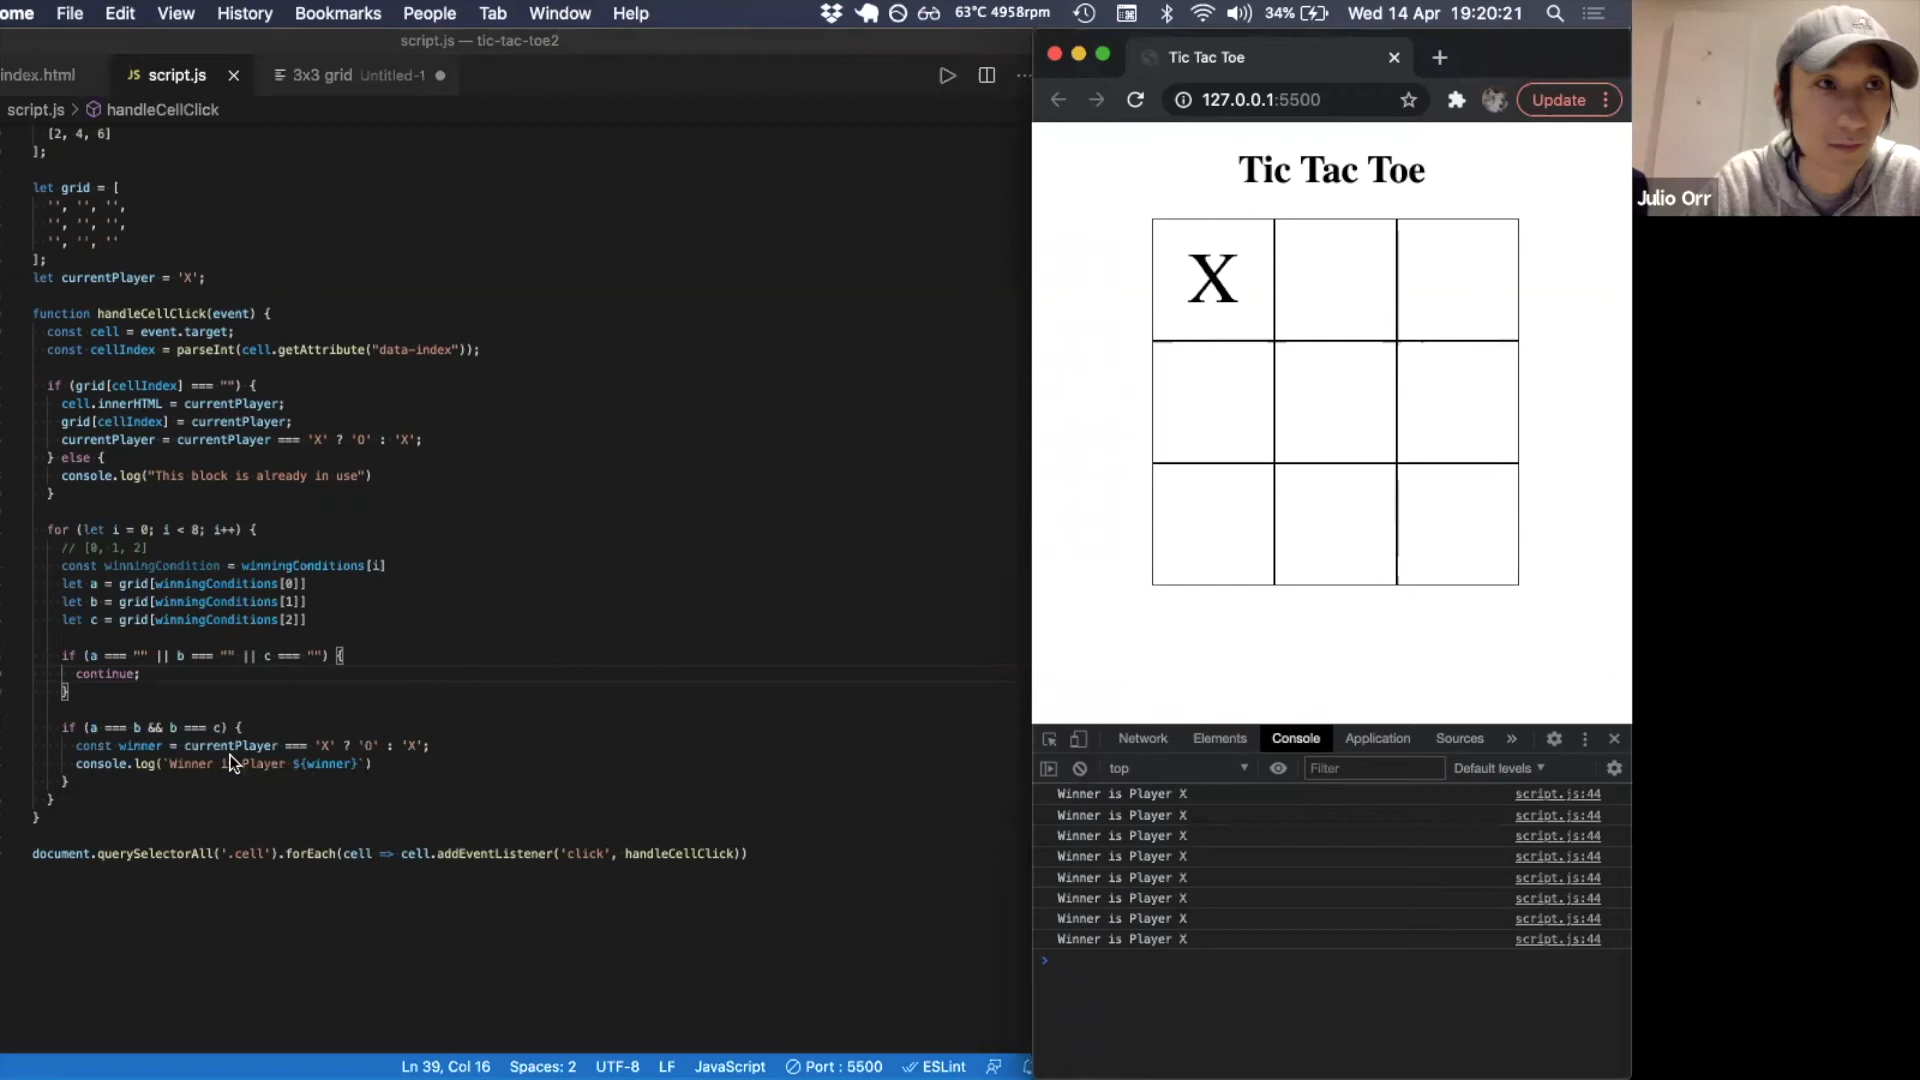 ome File Edit View History Bookmarks People Tab Window Help 63°C 4958rpm 34% Wed 14 Apr 19:20:21
script.js — tic-tac-toe2
index.html JS script.js 3x3 grid Untitled-1
script.js > handleCellClick
[2, 4, 6]
];
let grid = [
'', '', '',
'', '', '',
'', '', ''
];
let currentPlayer = 'X';
function handleCellClick(event) {
const cell = event.target;
const cellIndex = parseInt(cell.getAttribute("data-index"));
if (grid[cellIndex] === "") {
cell.innerHTML = currentPlayer;
grid[cellIndex] = currentPlayer;
currentPlayer = currentPlayer === 'X' ? 'O' : 'X';
} else {
console.log("This block is already in use")
}
for (let i = 0; i < 8; i++) {
// [0, 1, 2]
const winningCondition = winningConditions[i]
let a = grid[winningConditions[0]]
let b = grid[winningConditions[1]]
let c = grid[winningConditions[2]]
if (a === "" || b === "" || c === "") {
continue;
}
if (a === b && b === c) {
const winner = currentPlayer === 'X' ? 'O' : 'X';
console.log(`Winner is Player ${winner}`)
}
}
}
document.querySelectorAll('.cell').forEach(cell => cell.addEventListener('click', handleCellClick))
Ln 39, Col 16 Spaces: 2 UTF-8 LF JavaScript Port : 5500 ESLint
Tic Tac Toe
127.0.0.1:5500 Update
Tic Tac Toe
X
Network Elements Console Application Sources »
top Filter Default levels
Winner is Player X script.js:44
Winner is Player X script.js:44
Winner is Player X script.js:44
Winner is Player X script.js:44
Winner is Player X script.js:44
Winner is Player X script.js:44
Winner is Player X script.js:44
Winner is Player X script.js:44
>
Julio Orr